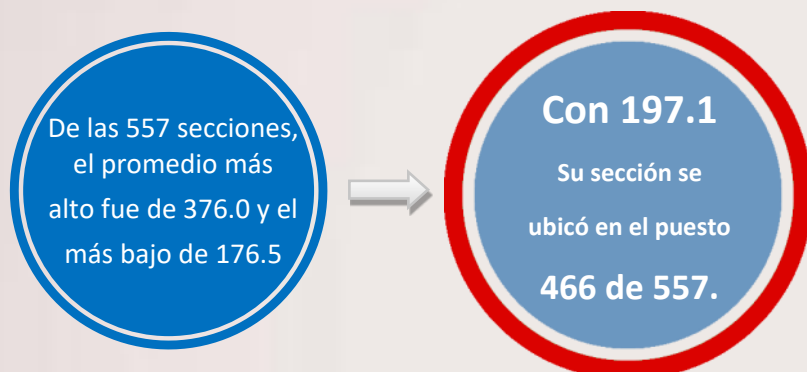 De las 557 secciones,
el promedio más
alto fue de 376.0 y el
más bajo de 176.5
Con 197.1
Su sección se
ubicó en el puesto
466 de 557.